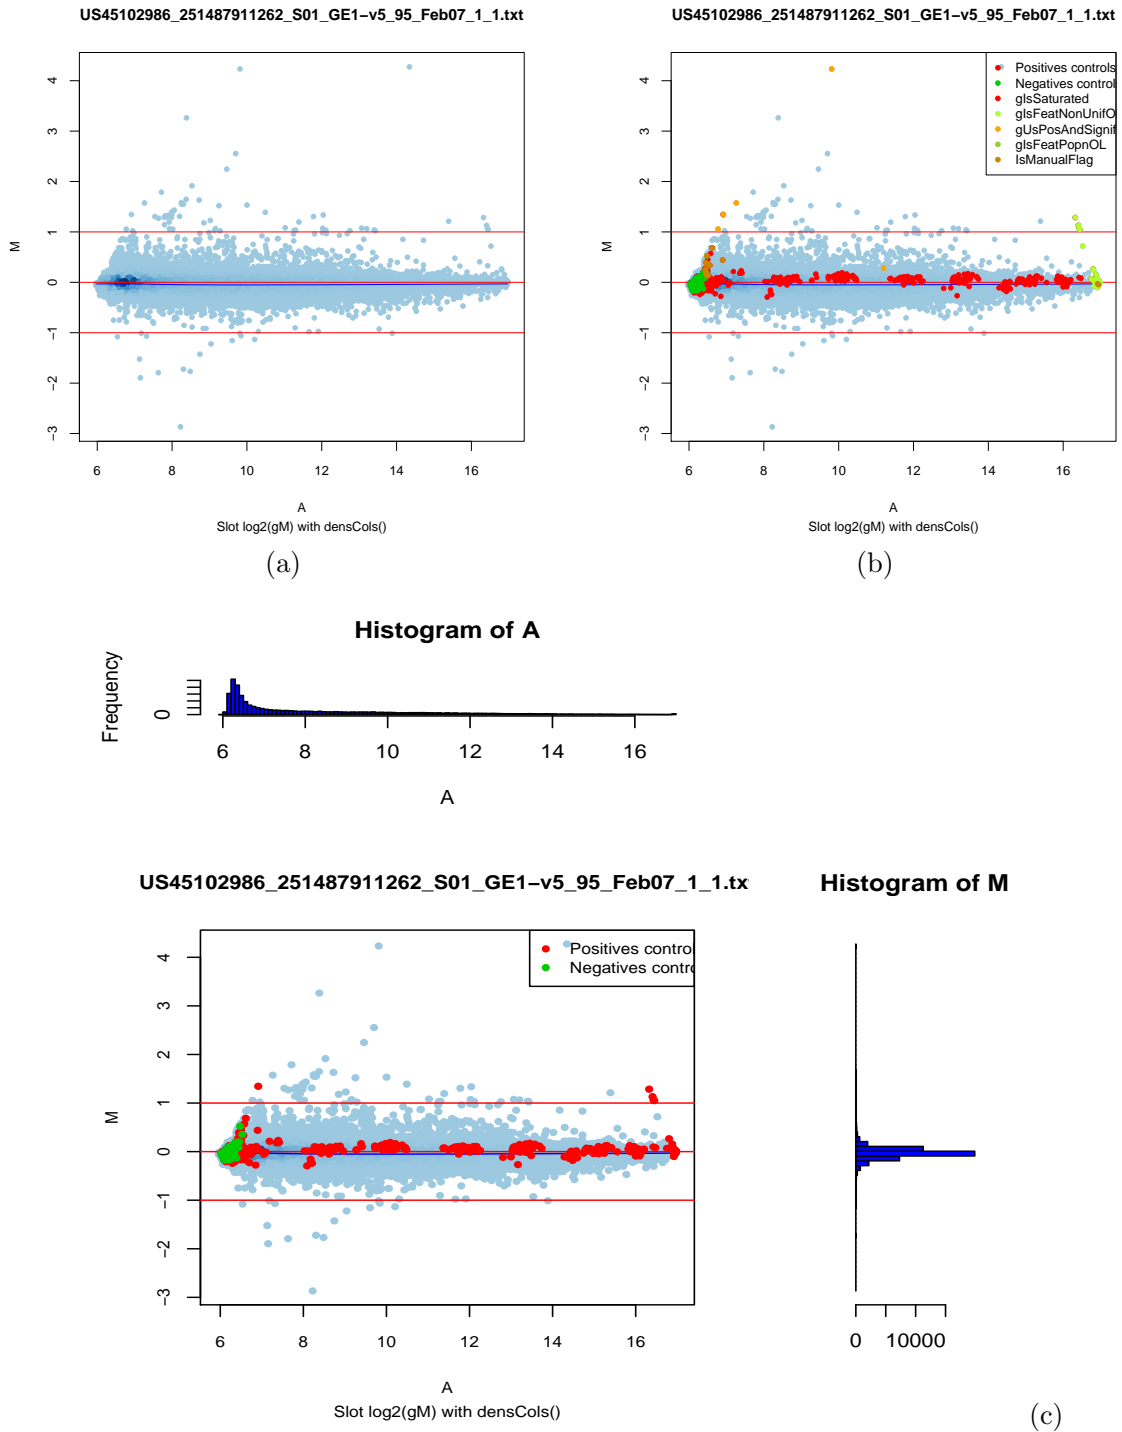 US45102986_251487911262_S01_GE1−v5_95_Feb07_1_1.txt
M
4
3
2
1
0
−1
−2
−3
6 8 10 12 14 16
A
Slot log2(gM) with densCols()
(a)
US45102986_251487911262_S01_GE1−v5_95_Feb07_1_1.txt
Positives controls
Negatives control
gIsSaturated
gIsFeatNonUnifO
gUsPosAndSignif
gIsFeatPopnOL
IsManualFlag
M
4
3
2
1
0
−1
−2
−3
6 8 10 12 14 16
A
Slot log2(gM) with densCols()
(b)
Histogram of A
Frequency
0
6 8 10 12 14 16
A
US45102986_251487911262_S01_GE1−v5_95_Feb07_1_1.tx
Positives contro
Negatives contr
M
4
3
2
1
0
−1
−2
−3
6 8 10 12 14 16
A
Slot log2(gM) with densCols()
Histogram of M
0 10000
(c)